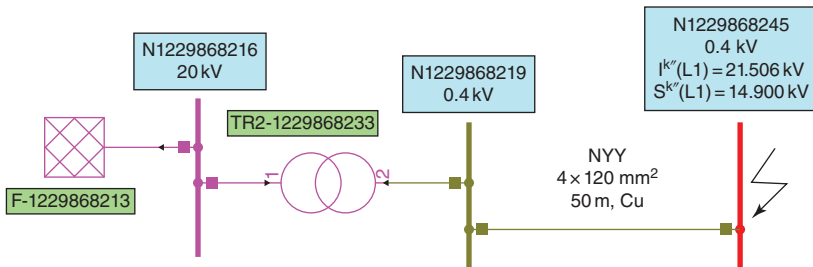 N1229868216
20 kV
N1229868219
0.4 kV
N1229868245
0.4 kV
Iᵏ″(L1) = 21.506 kV
Sᵏ″(L1) = 14.900 kV
TR2-1229868233
F-1229868213
1
2
NYY
4 × 120 mm²
50 m, Cu